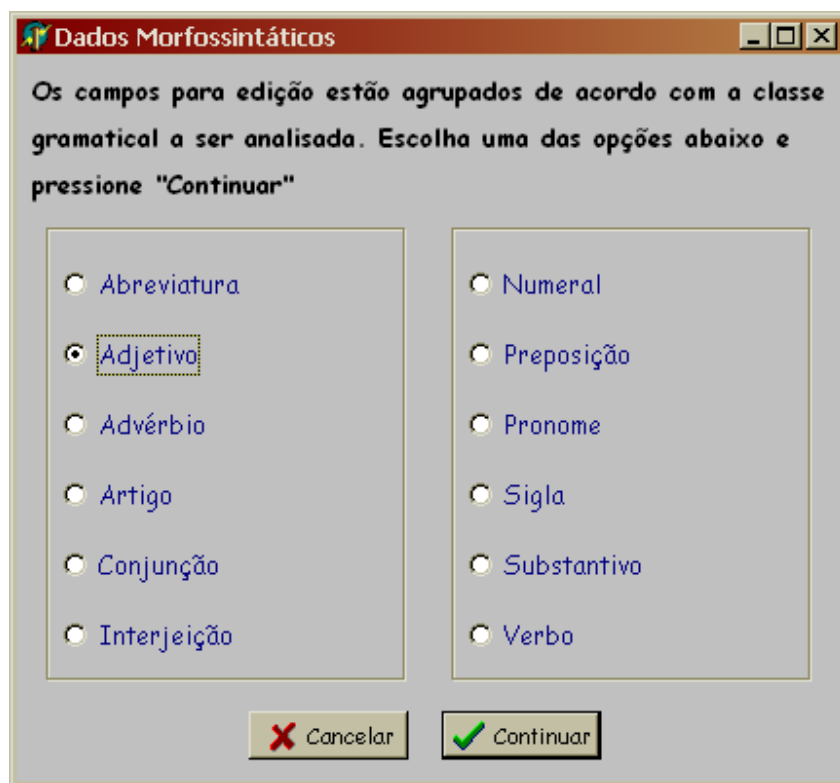 Dados Morfossintáticos
Os campos para edição estão agrupados de acordo com a classe
gramatical a ser analisada. Escolha uma das opções abaixo e
pressione "Continuar"
Abreviatura
Adjetivo
Advérbio
Artigo
Conjunção
Interjeição
Numeral
Preposição
Pronome
Sigla
Substantivo
Verbo
Cancelar
Continuar